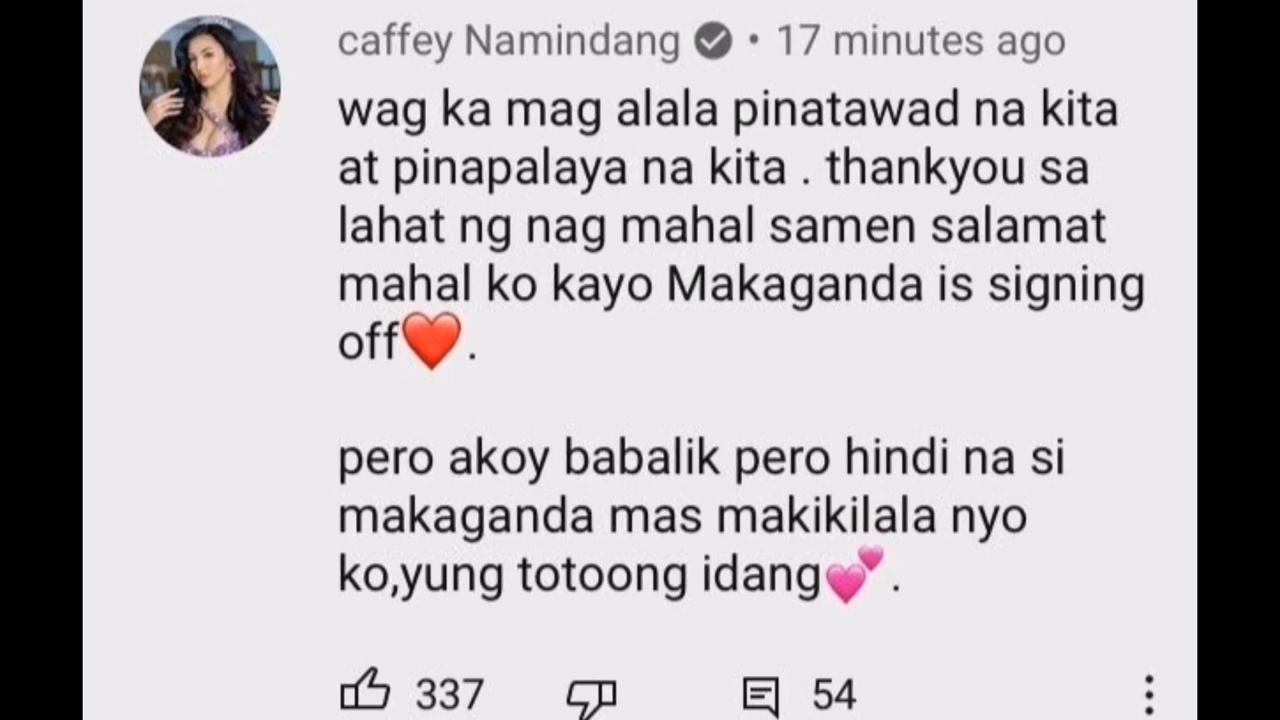 caffey Namindang • 17 minutes ago
wag ka mag alala pinatawad na kita
at pinapalaya na kita . thankyou sa
lahat ng nag mahal samen salamat
mahal ko kayo Makaganda is signing
off❤️.
pero akoy babalik pero hindi na si
makaganda mas makikilala nyo
ko,yung totoong idang💕.
337 54